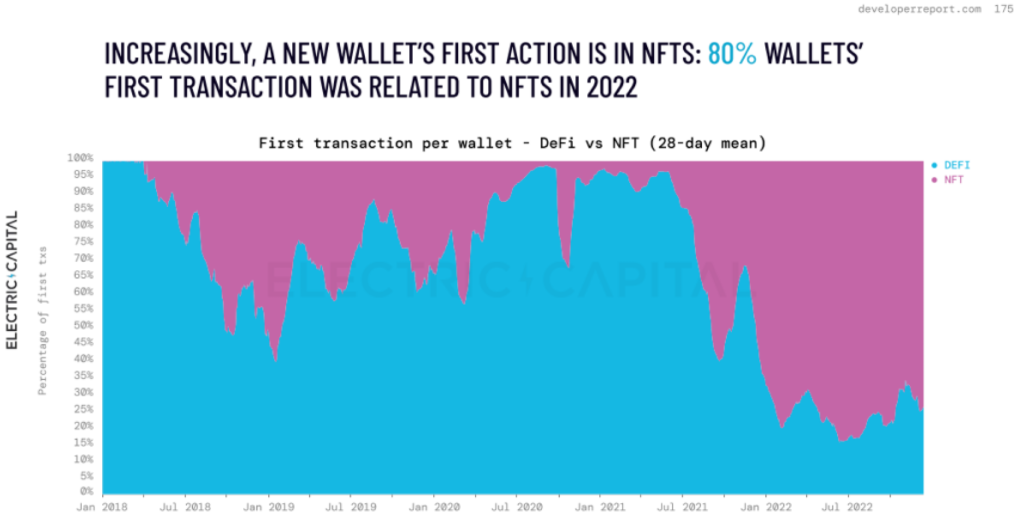 developerreport.com 175
INCREASINGLY, A NEW WALLET'S FIRST ACTION IS IN NFTS: 80% WALLETS'
FIRST TRANSACTION WAS RELATED TO NFTS IN 2022
First transaction per wallet - DeFi vs NFT (28-day mean)
100%
95%
90%
85%
80%
75%
70%
65%
60%
55%
50%
45%
40%
35%
30%
25%
20%
15%
10%
5%
0%
Percentage of first txs
ELECTRIC CAPITAL
ELECTRIC CAPITAL
DEFI
NFT
Jan 2018
Jul 2018
Jan 2019
Jul 2019
Jan 2020
Jul 2020
Jan 2021
Jul 2021
Jan 2022
Jul 2022